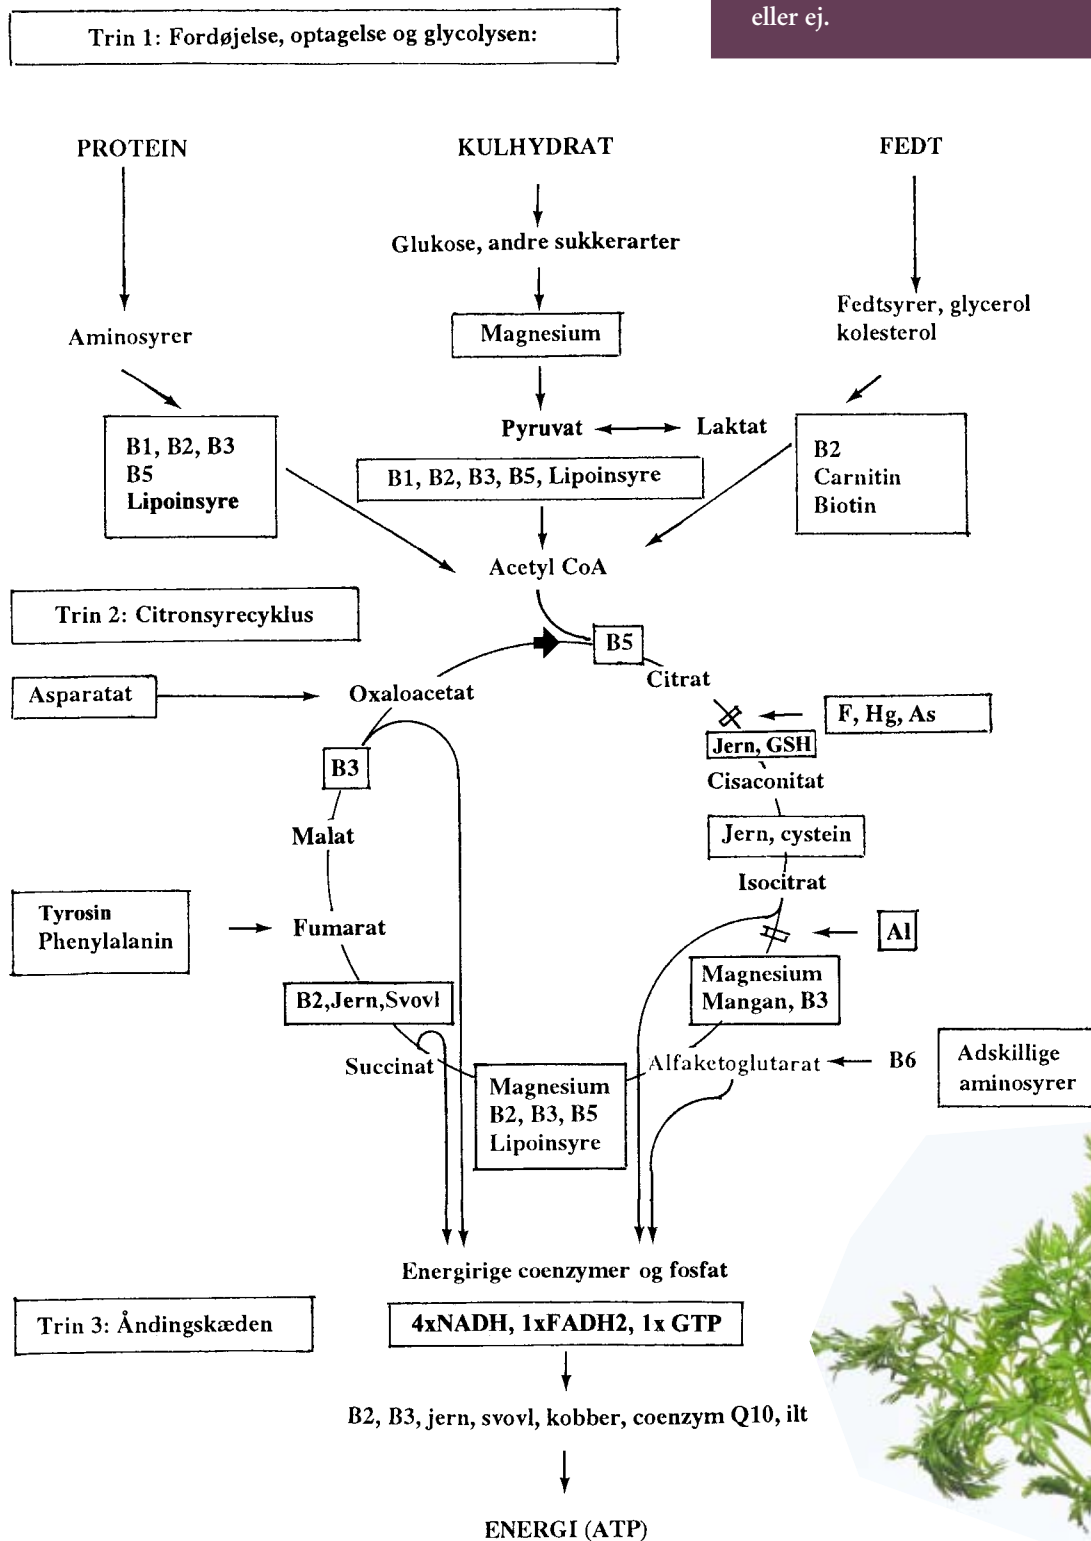 eller ej.
Trin 1: Fordøjelse, optagelse og glycolysen:
PROTEIN
KULHYDRAT
FEDT
Glukose, andre sukkerarter
Aminosyrer
Magnesium
Fedtsyrer, glycerol
kolesterol
Pyruvat
Laktat
B1, B2, B3
B5
Lipoinsyre
B1, B2, B3, B5, Lipoinsyre
B2
Carnitin
Biotin
Acetyl CoA
Trin 2: Citronsyrecyklus
B5
Citrat
Asparatat
Oxaloacetat
F, Hg, As
Jern, GSH
B3
Cisaconitat
Malat
Jern, cystein
Isocitrat
Tyrosin
Phenylalanin
Fumarat
Al
B2,Jern,Svovl
Magnesium
Mangan, B3
Succinat
Magnesium
B2, B3, B5
Lipoinsyre
Alfaketoglutarat
B6
Adskillige
aminosyrer
Energirige coenzymer og fosfat
Trin 3: Åndingskæden
4xNADH, 1xFADH2, 1x GTP
B2, B3, jern, svovl, kobber, coenzym Q10, ilt
ENERGI (ATP)